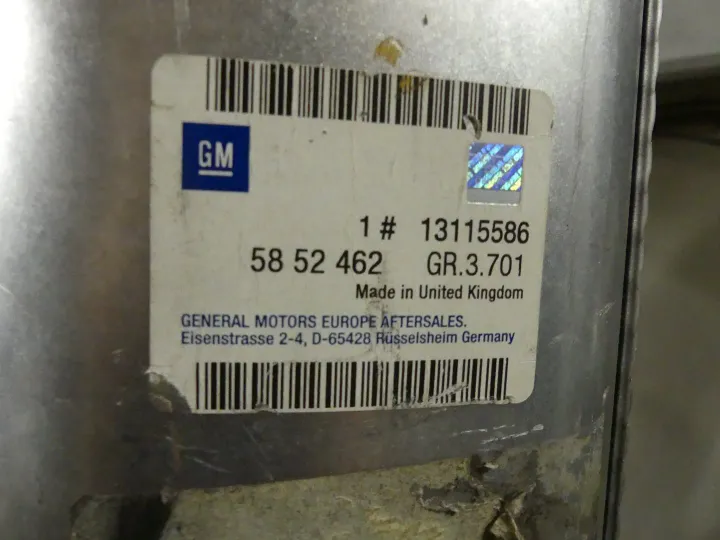 GM
1 # 13115586
58 52 462 GR.3.701
Made in United Kingdom
GENERAL MOTORS EUROPE AFTERSALES.
Eisenstrasse 2-4, D-65428 Rüsselsheim Germany